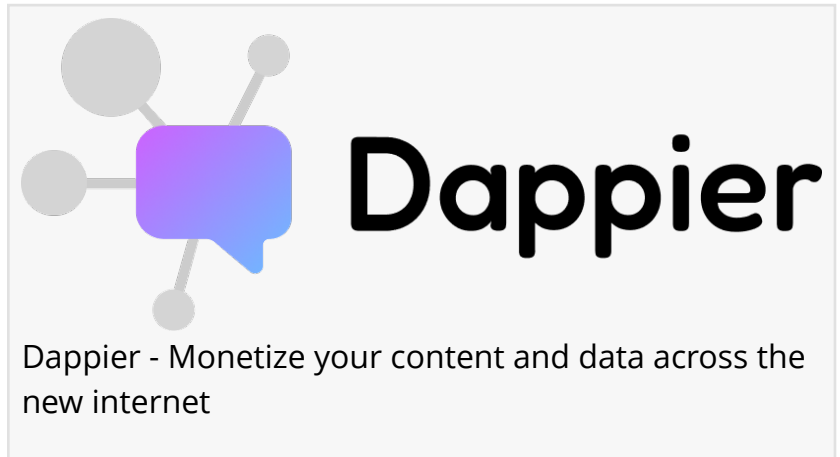 Dappier
Dappier - Monetize your content and data across the
new internet